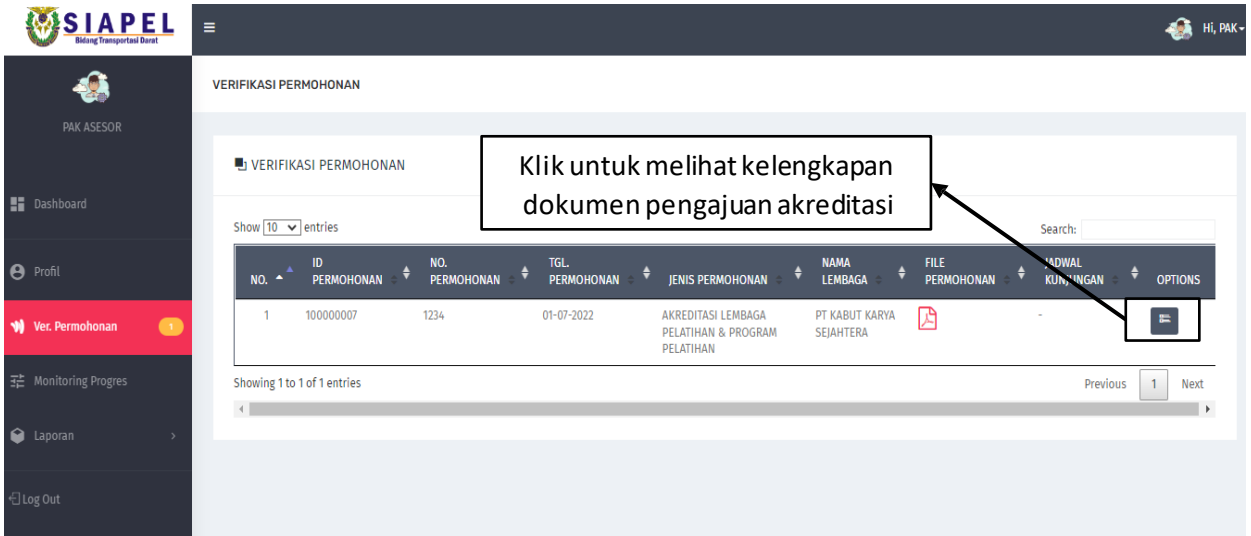 SIAPEL
Bidang Transportasi Darat
Hi, PAK
PAK ASESOR
Dashboard
Profil
Ver. Permohonan 1
Monitoring Progres
Laporan
Log Out
VERIFIKASI PERMOHONAN
VERIFIKASI PERMOHONAN
Klik untuk melihat kelengkapan
dokumen pengajuan akreditasi
Show 10 entries
Search:
NO. ID PERMOHONAN NO. PERMOHONAN TGL. PERMOHONAN JENIS PERMOHONAN NAMA LEMBAGA FILE PERMOHONAN JADWAL KUNJUNGAN OPTIONS
1 100000007 1234 01-07-2022 AKREDITASI LEMBAGA PT KABUT KARYA -
PELATIHAN & PROGRAM SEJAHTERA
PELATIHAN
Showing 1 to 1 of 1 entries
Previous 1 Next